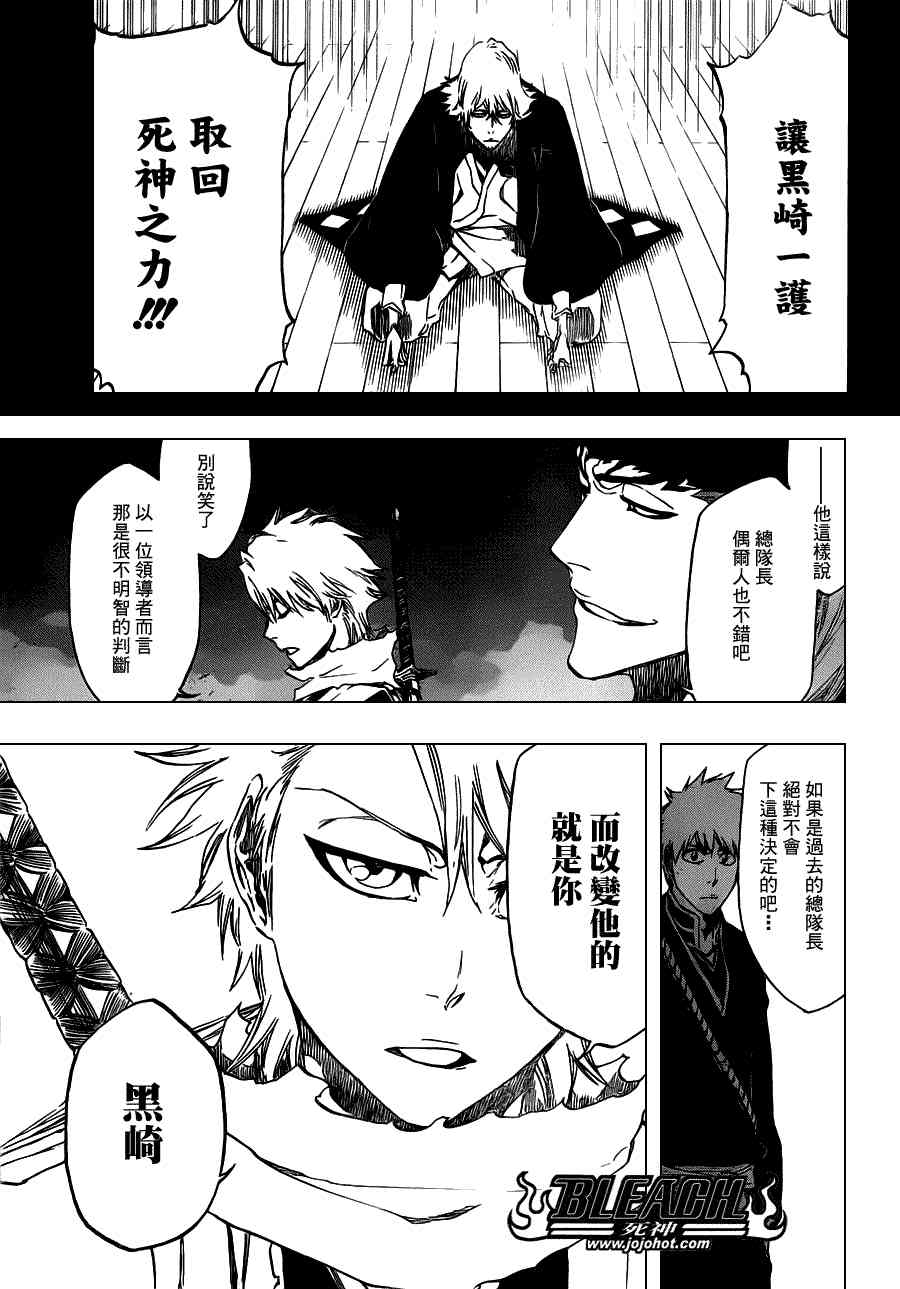 讓黑崎一護
取回
死神之力!!!
——他這樣說
總隊長
偶爾人也不錯吧
別說笑了
以一位領導者而言
那是很不明智的判斷
如果是過去的總隊長
絕對不會
下這種決定的吧…
而改變他的
就是你
黑崎
BLEACH
死神
www.jojohot.com